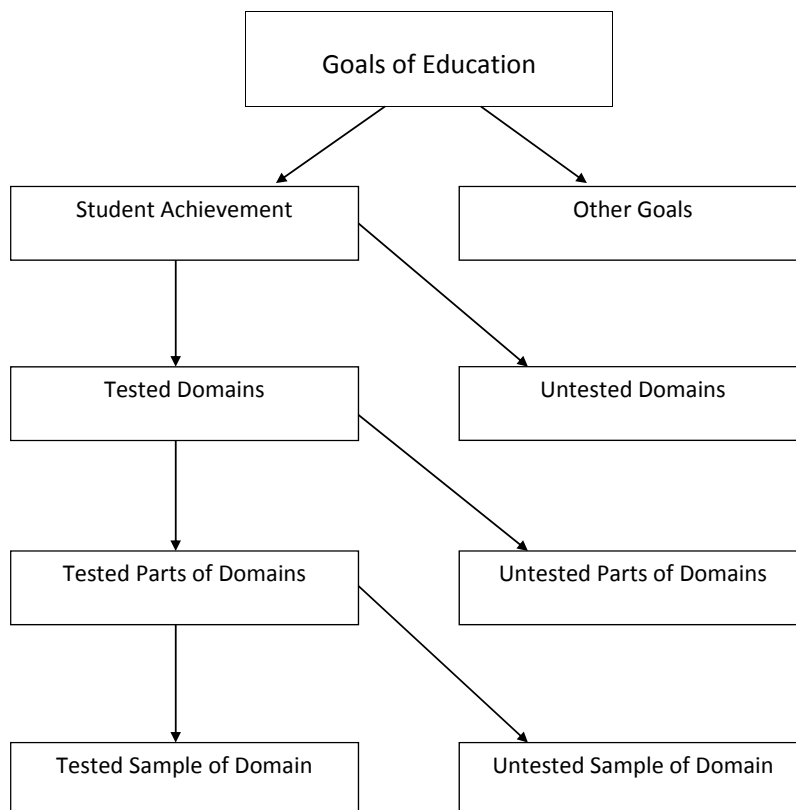 Goals of Education
Student Achievement
Other Goals
Tested Domains
Untested Domains
Tested Parts of Domains
Untested Parts of Domains
Tested Sample of Domain
Untested Sample of Domain